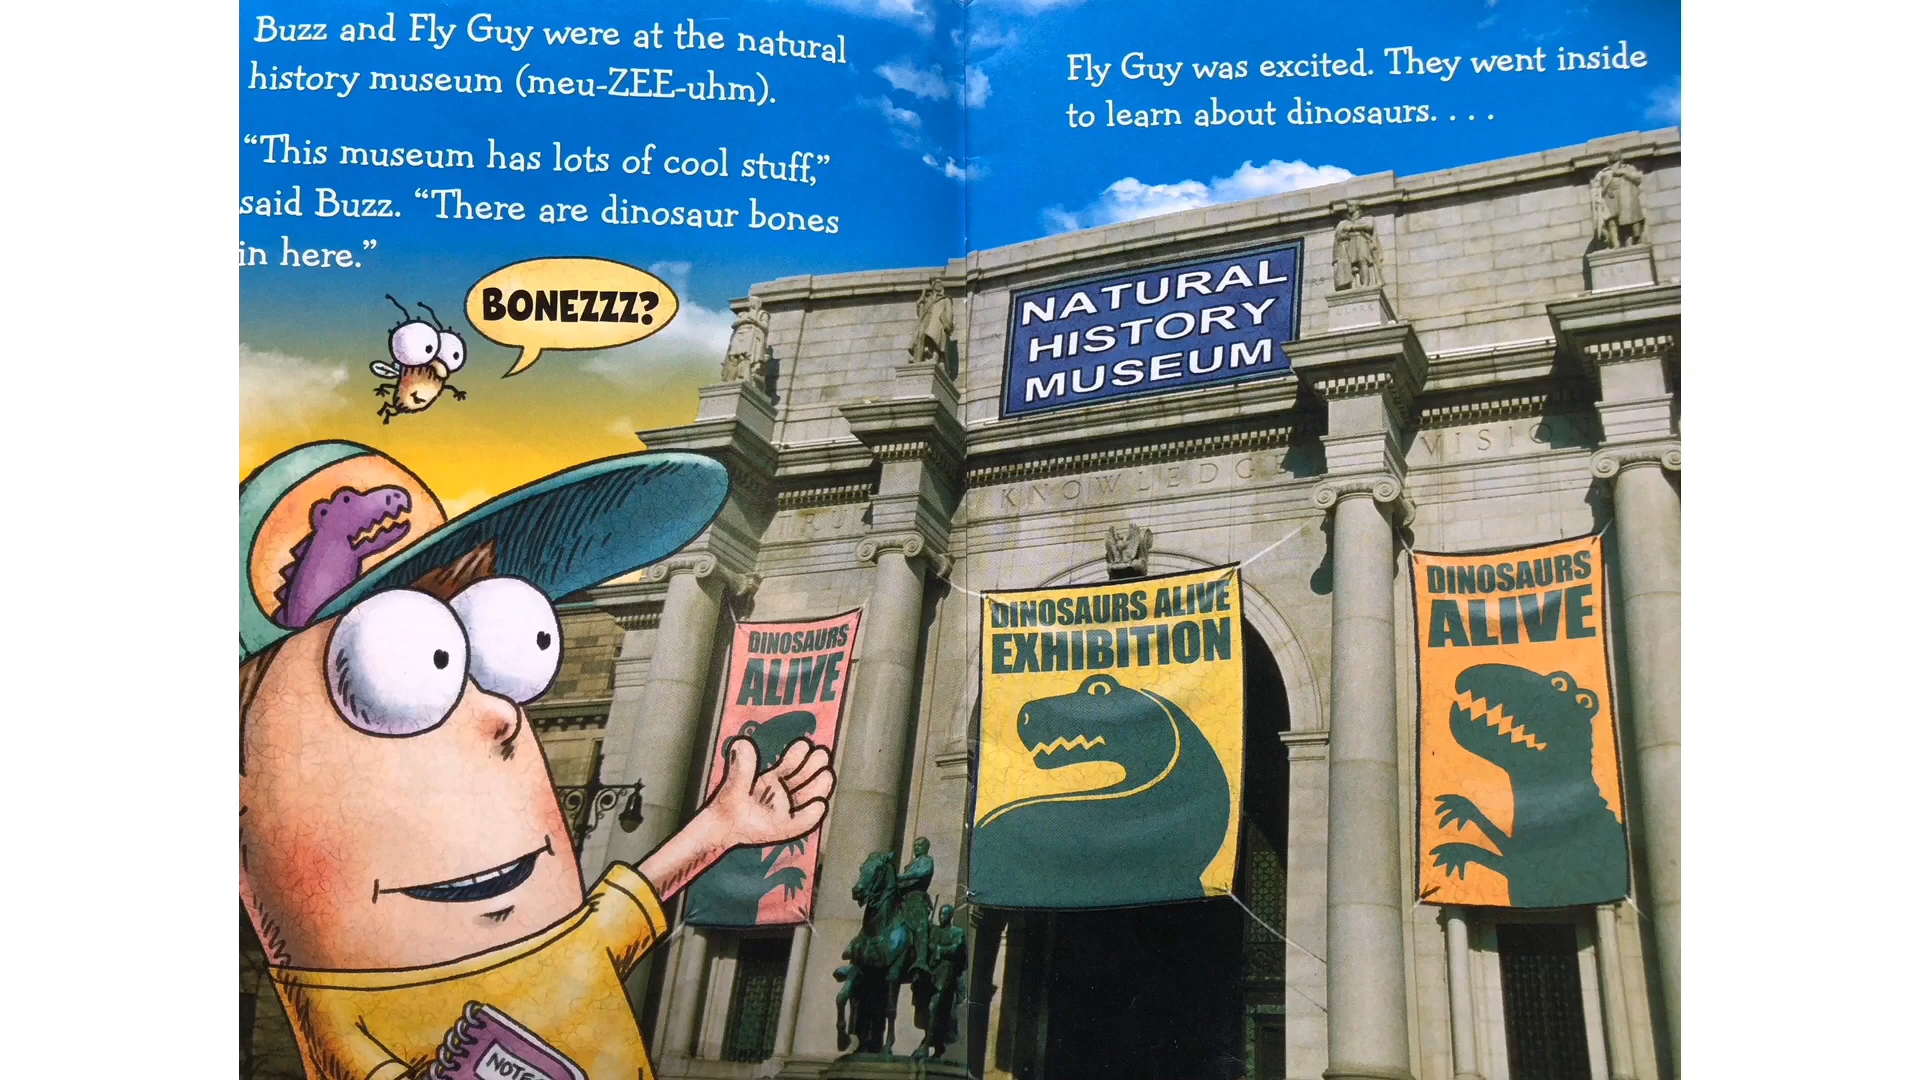 Buzz and Fly Guy were at the natural
history museum (meu-ZEE-uhm).
“This museum has lots of cool stuff,”
said Buzz. “There are dinosaur bones
in here.”
BONEZZZ?
Fly Guy was excited. They went inside
to learn about dinosaurs. . . .
NATURAL
HISTORY
MUSEUM
CLARK
KNOWLEDGE
VISION
DINOSAURS
ALIVE
DINOSAURS ALIVE
EXHIBITION
DINOSAURS
ALIVE